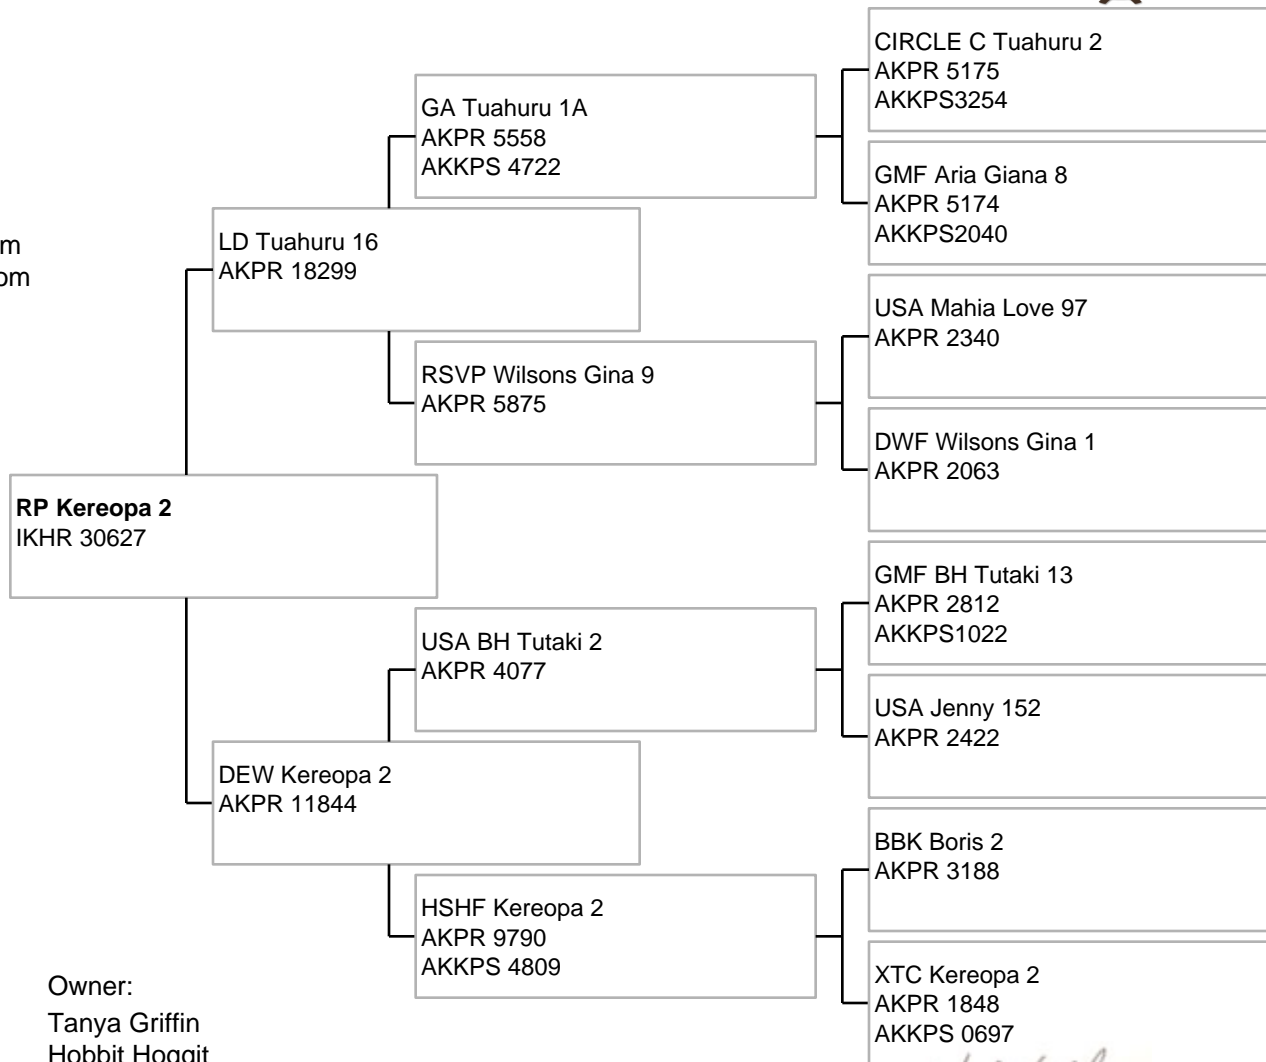 CIRCLE C Tuahuru 2
AKPR 5175
AKKPS3254
GA Tuahuru 1A
AKPR 5558
AKKPS 4722
GMF Aria Giana 8
AKPR 5174
AKKPS2040
LD Tuahuru 16
AKPR 18299
m
om
USA Mahia Love 97
AKPR 2340
RSVP Wilsons Gina 9
AKPR 5875
DWF Wilsons Gina 1
AKPR 2063
RP Kereopa 2
IKHR 30627
GMF BH Tutaki 13
AKPR 2812
AKKPS1022
USA BH Tutaki 2
AKPR 4077
USA Jenny 152
AKPR 2422
DEW Kereopa 2
AKPR 11844
BBK Boris 2
AKPR 3188
HSHF Kereopa 2
AKPR 9790
AKKPS 4809
XTC Kereopa 2
AKPR 1848
AKKPS 0697
Owner:
Tanya Griffin
Hobbit Hoggit